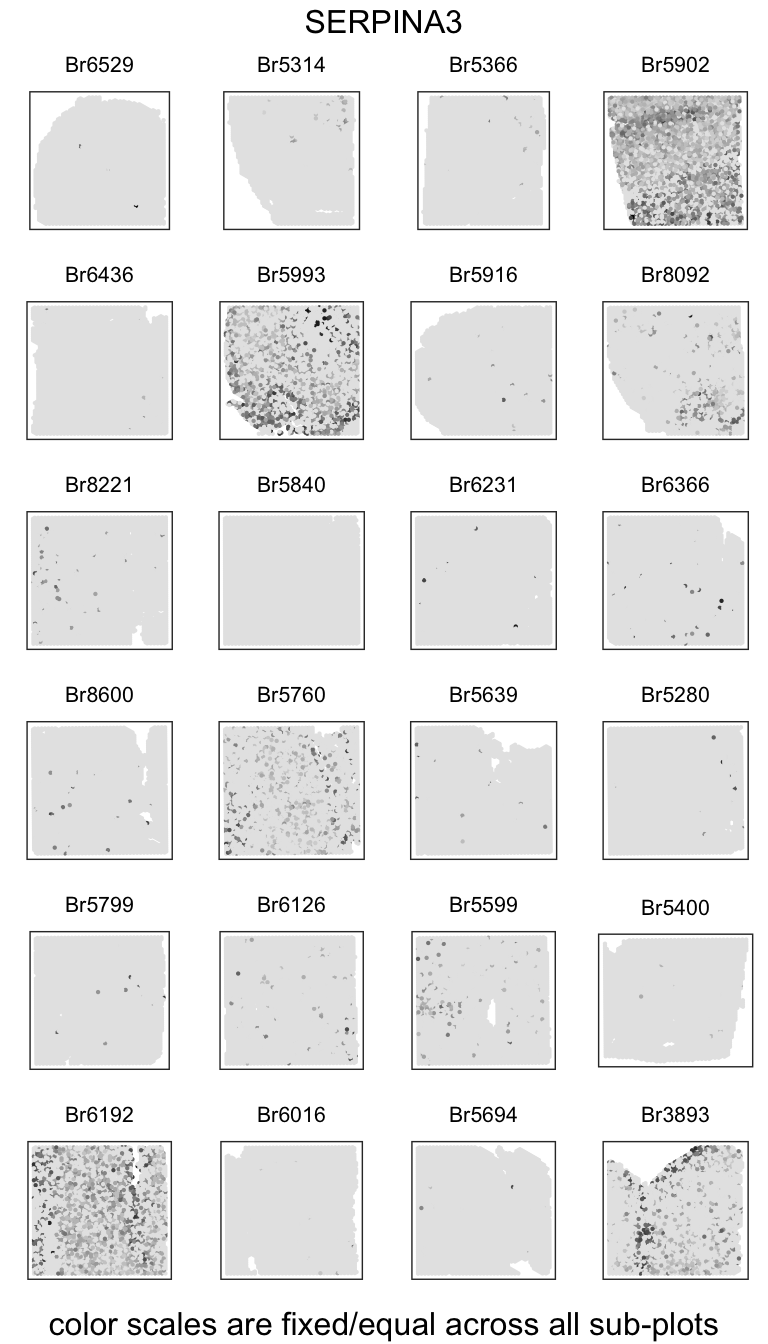 SERPINA3
Br6529 Br5314 Br5366 Br5902
Br6436 Br5993 Br5916 Br8092
Br8221 Br5840 Br6231 Br6366
Br8600 Br5760 Br5639 Br5280
Br5799 Br6126 Br5599 Br5400
Br6192 Br6016 Br5694 Br3893
color scales are fixed/equal across all sub-plots